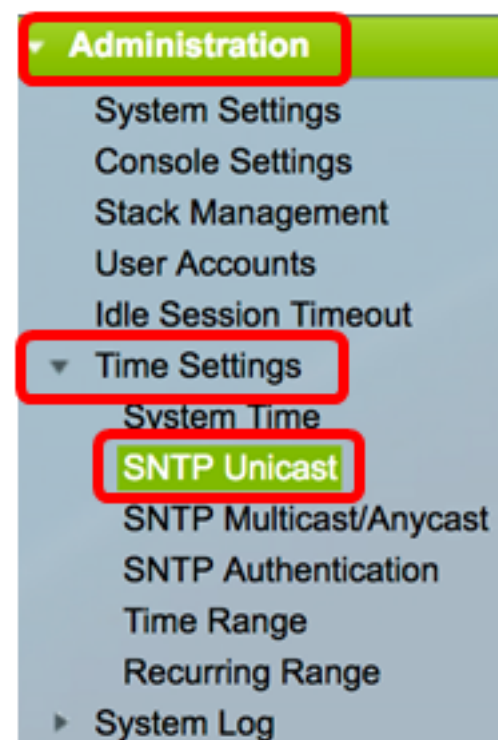 Administration
System Settings
Console Settings
Stack Management
User Accounts
Idle Session Timeout
Time Settings
System Time
SNTP Unicast
SNTP Multicast/Anycast
SNTP Authentication
Time Range
Recurring Range
System Log